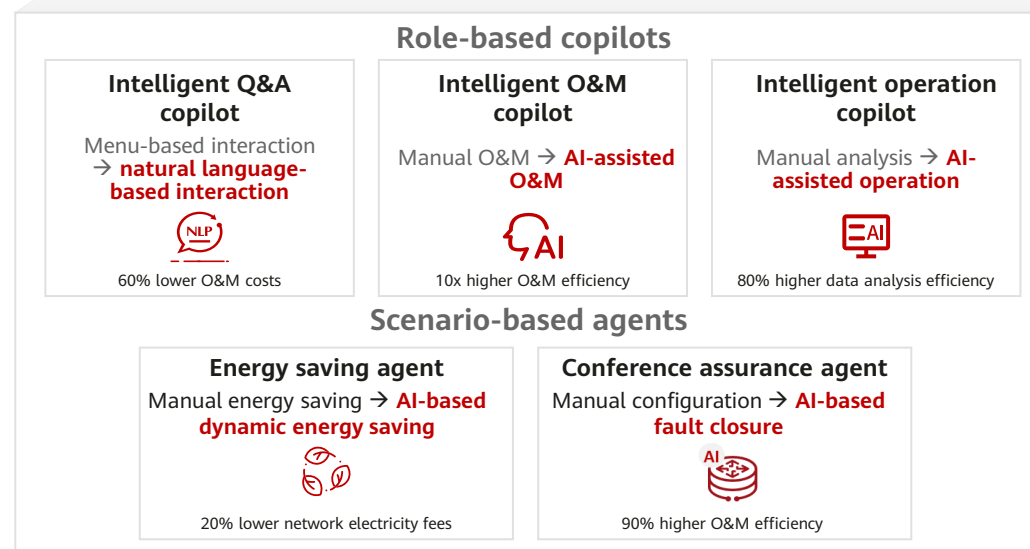 Role-based copilots
Intelligent Q&A
copilot
Menu-based interaction
→ natural language-
based interaction
NLP
60% lower O&M costs
Intelligent O&M
copilot
Manual O&M → AI-assisted
O&M
AI
10x higher O&M efficiency
Intelligent operation
copilot
Manual analysis → AI-
assisted operation
AI
80% higher data analysis efficiency
Scenario-based agents
Energy saving agent
Manual energy saving → AI-based
dynamic energy saving
20% lower network electricity fees
Conference assurance agent
Manual configuration → AI-based
fault closure
AI
90% higher O&M efficiency